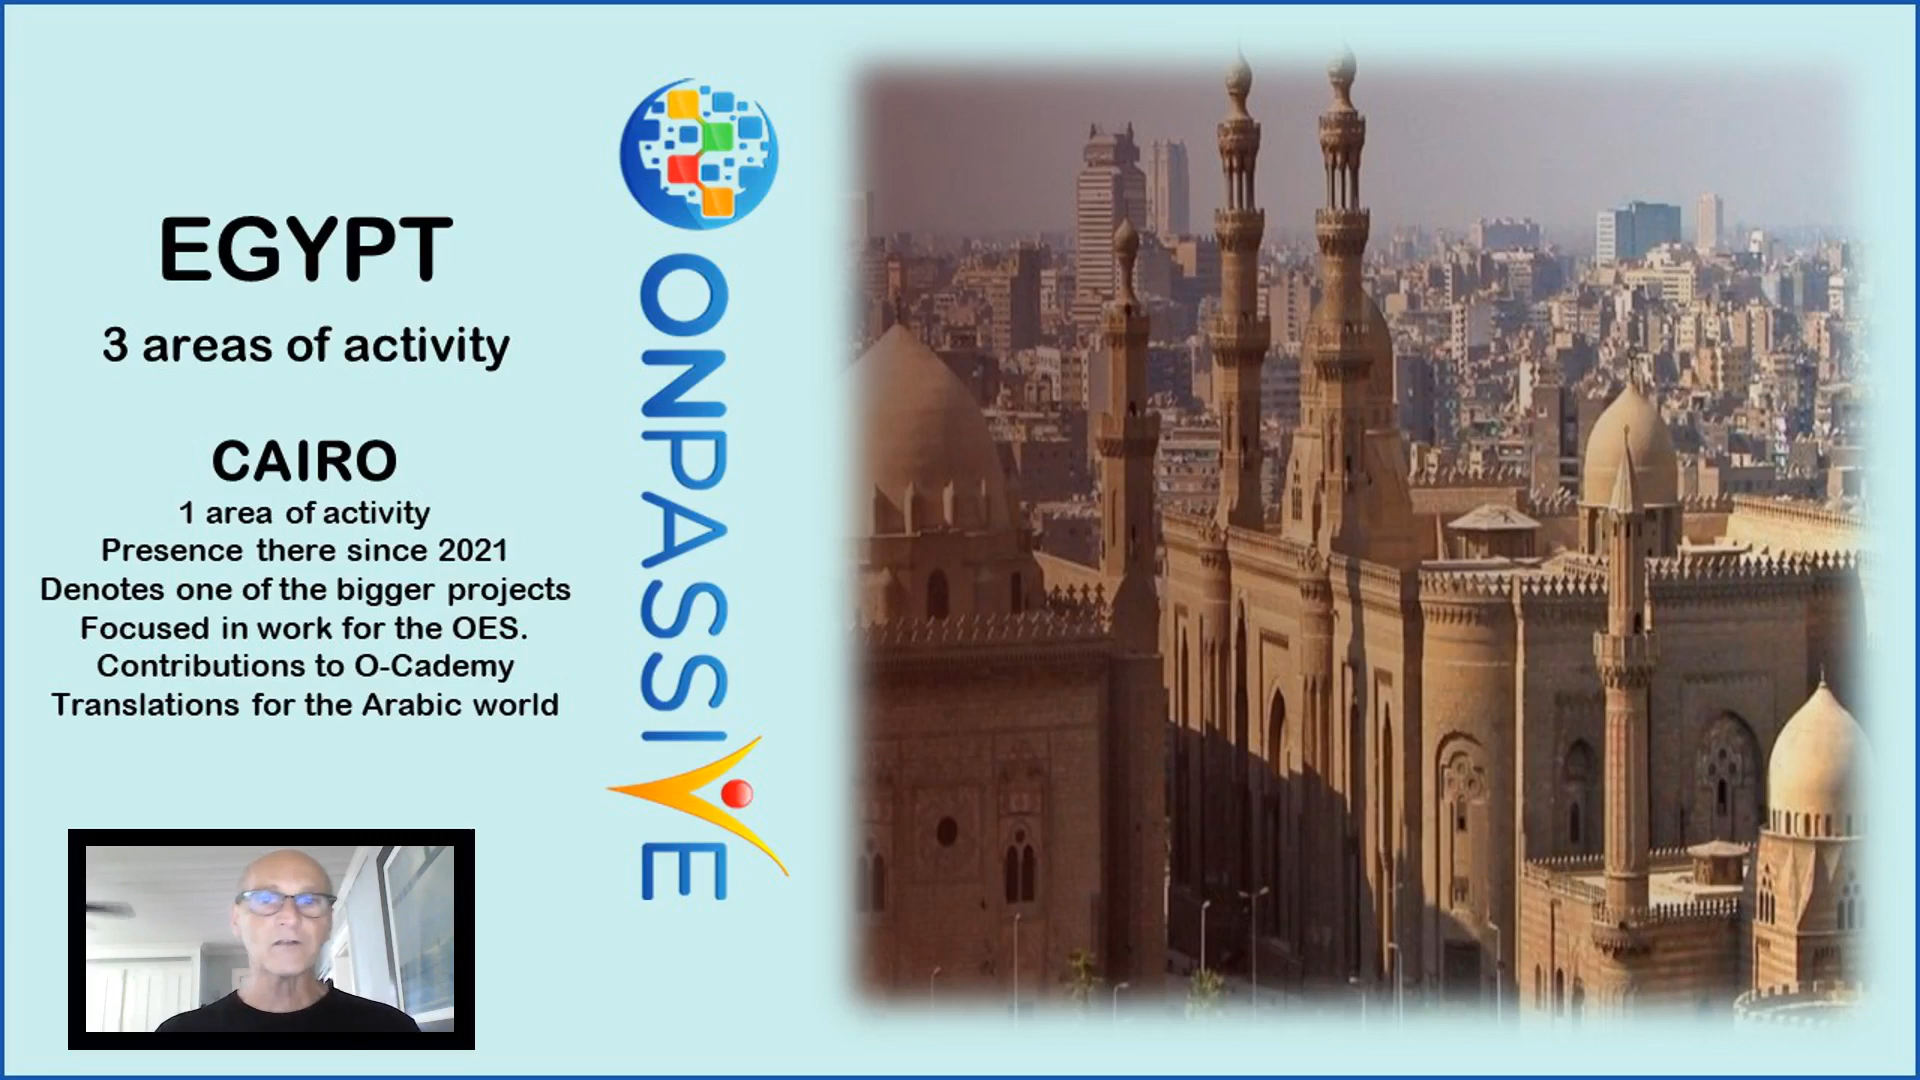 EGYPT
3 areas of activity
CAIRO
1 area of activity
Presence there since 2021
Denotes one of the bigger projects
Focused in work for the OES.
Contributions to O-Cademy
Translations for the Arabic world
ONPASSIVE